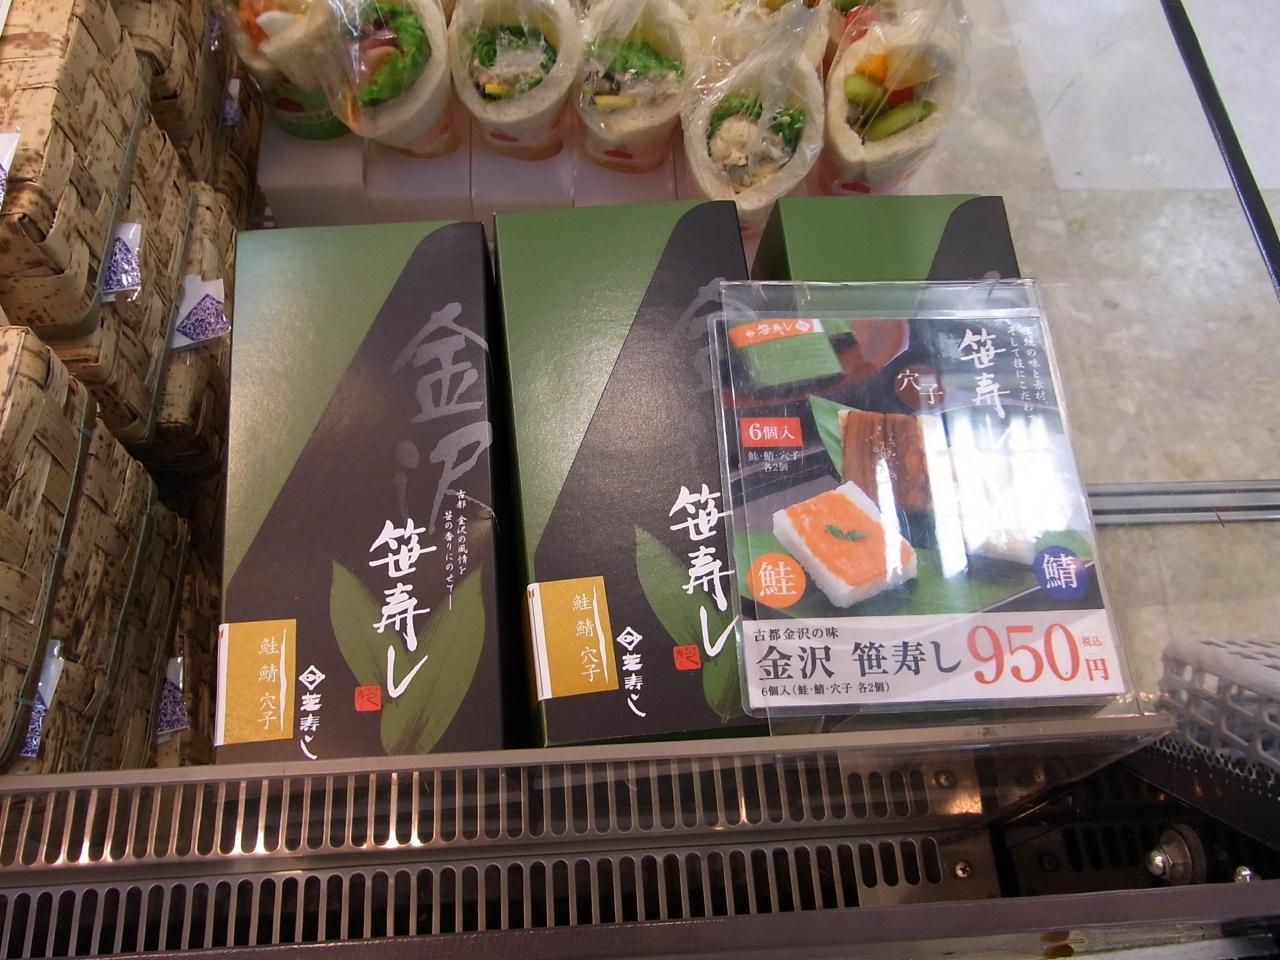 金沢
古都 金沢の風情を
笹の香りにのせて
笹寿し
鮭 鯖 穴子
芝寿し
金
笹寿し
鮭 鯖 穴子
芝寿し
笹寿し
笹寿し
穴子
6個入
鮭・鯖・穴子
各2個
鮭
鯖
古都金沢の味
金沢 笹寿し 950円 税込
6個入(鮭・鯖・穴子 各2個)